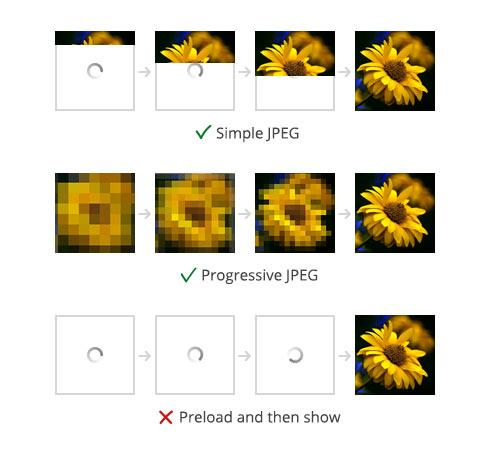 Simple JPEG
Progressive JPEG
Preload and then show